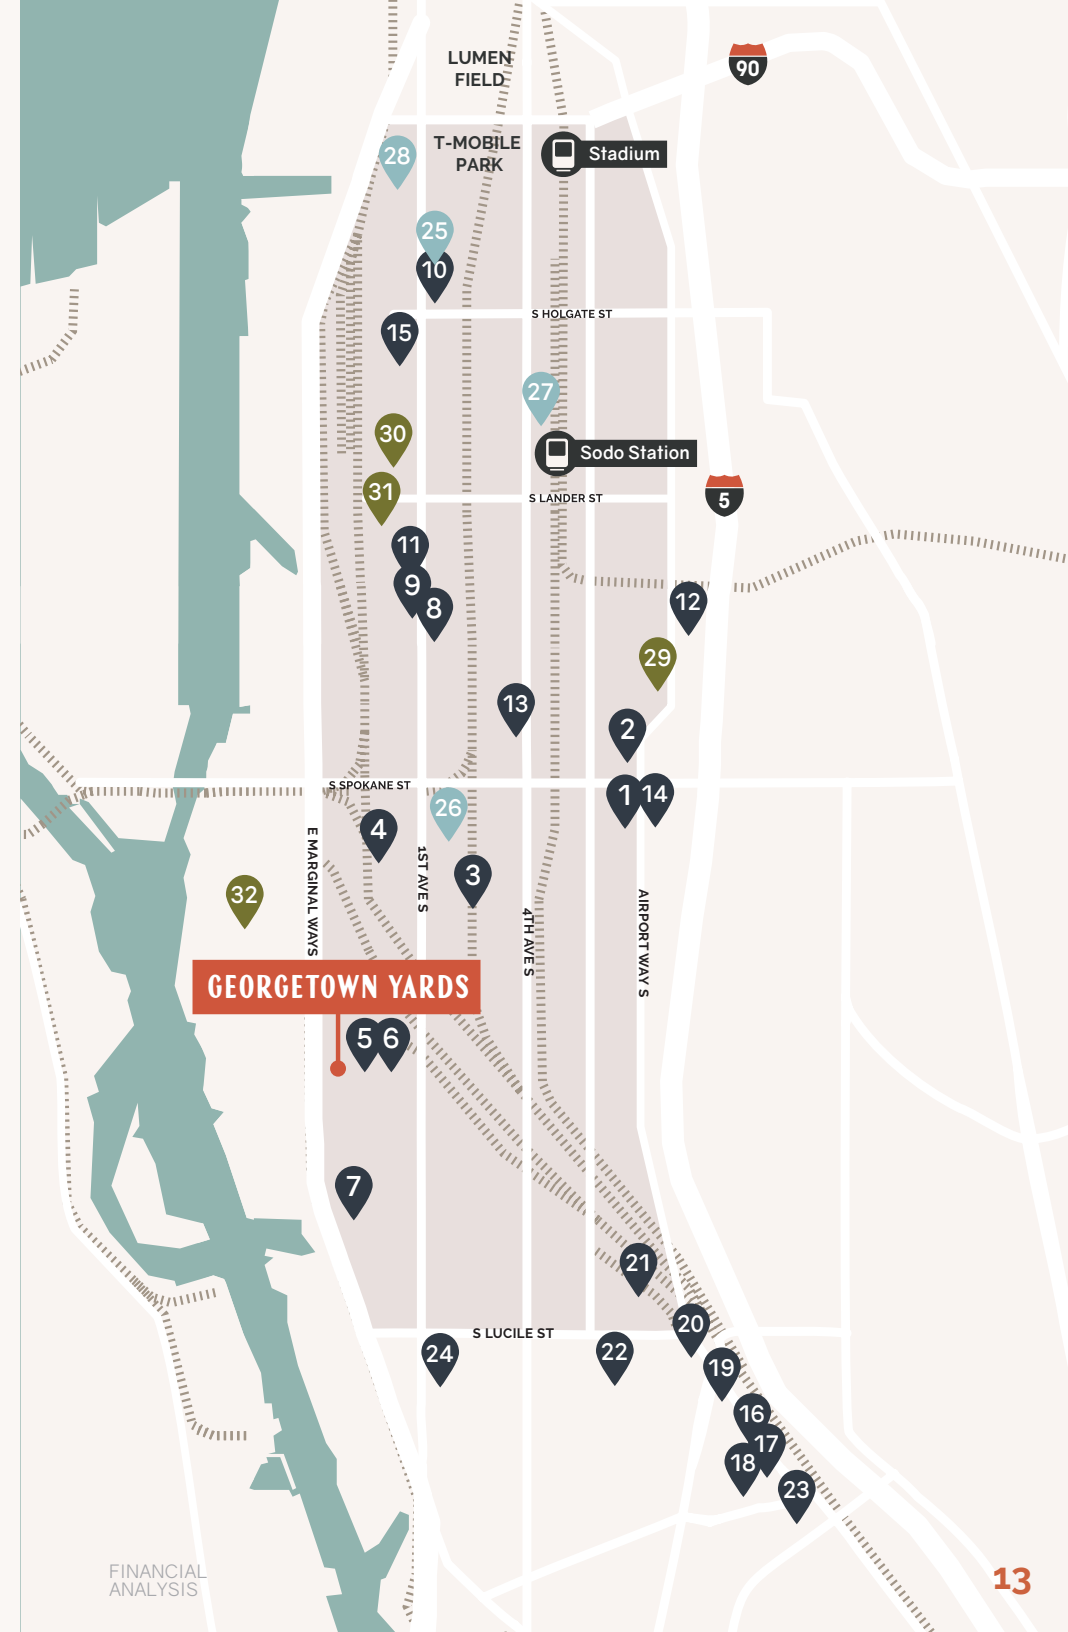 LUMEN
FIELD
90
T-MOBILE
PARK
Stadium
28
25
10
S HOLGATE ST
15
27
30
Sodo Station
31
S LANDER ST
5
11
9
8
12
29
13
2
S SPOKANE ST
1
14
26
4
3
32
E MARGINAL WAYS
1ST AVE S
4TH AVE S
AIRPORT WAY S
GEORGETOWN YARDS
5
6
7
21
20
S LUCILE ST
24
22
19
16
17
18
23
FINANCIAL
ANALYSIS
13